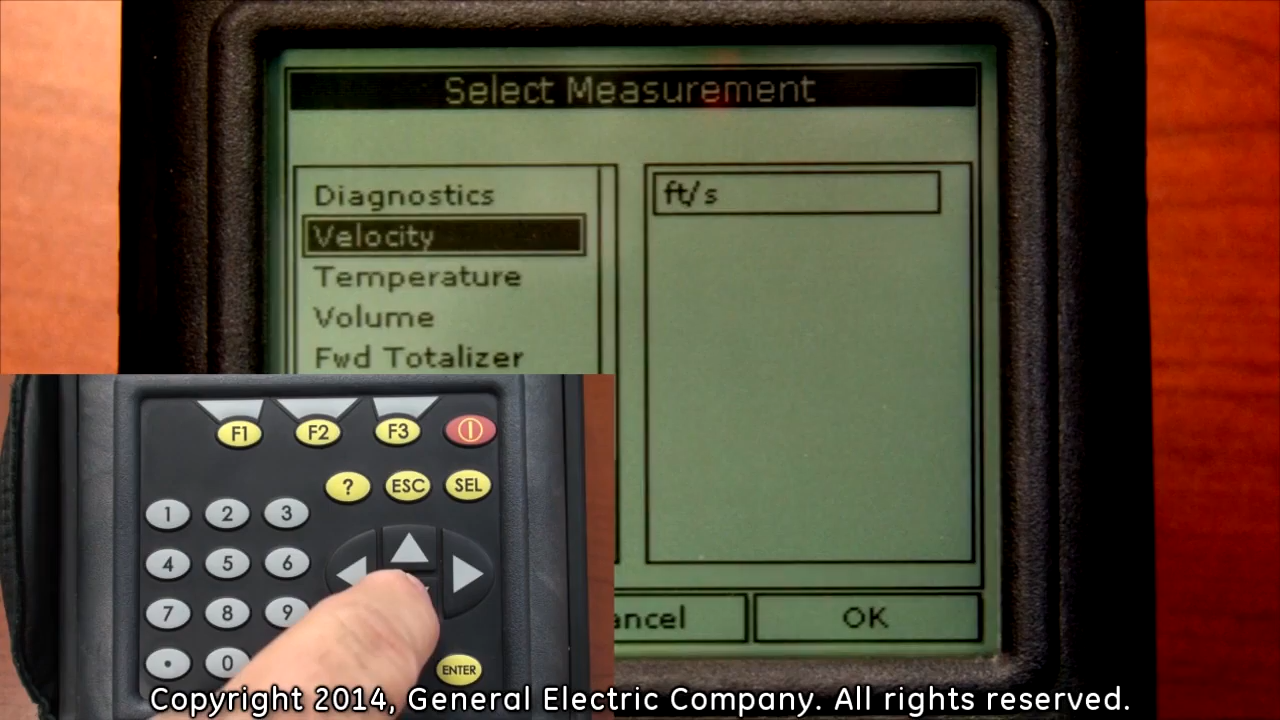 Select Measurement
Diagnostics
Velocity
Temperature
Volume
Fwd Totalizer
ft/s
ancel
OK
F1
F2
F3
?
ESC
SEL
1
2
3
4
5
6
7
8
9
•
0
ENTER
Copyright 2014, General Electric Company. All rights reserved.